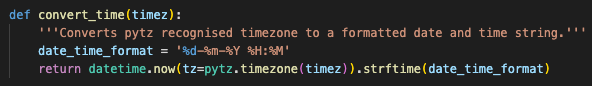 def convert_time(timez):
    '''Converts pytz recognised timezone to a formatted date and time string.'''
    date_time_format = '%d-%m-%Y %H:%M'
    return datetime.now(tz=pytz.timezone(timez)).strftime(date_time_format)